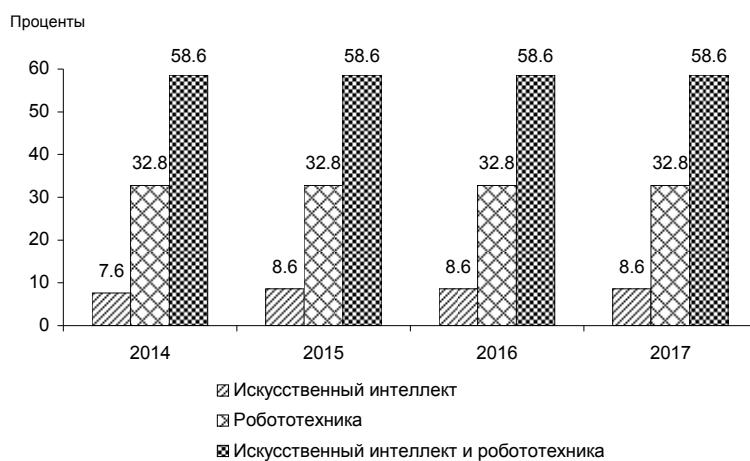 Проценты
58.6 58.6 58.6 58.6
60
50
40
32.8 32.8 32.8 32.8
30
20
7.6 8.6 8.6 8.6
10
0
2014 2015 2016 2017
Искусственный интеллект
Робототехника
Искусственный интеллект и робототехника